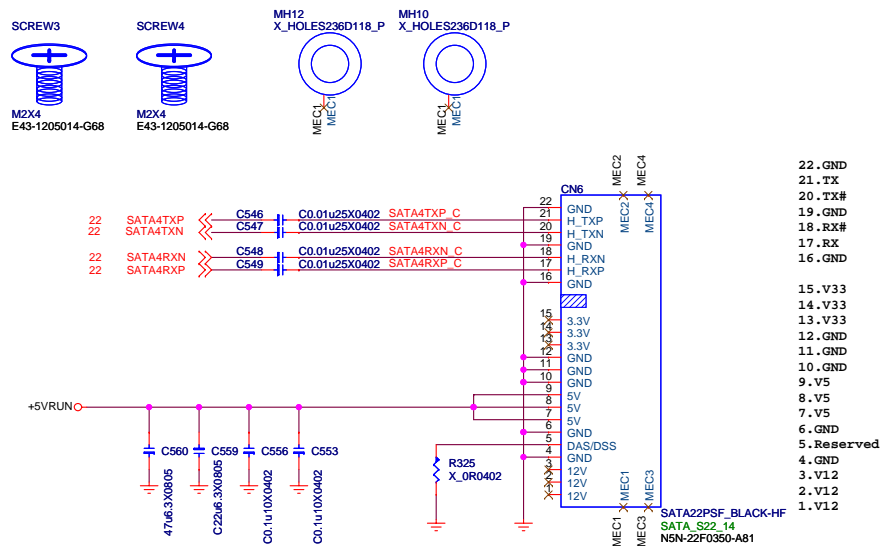 SCREW3
SCREW4
MH12
X_HOLES236D118_P
MH10
X_HOLES236D118_P
M2X4
E43-1205014-G68
M2X4
E43-1205014-G68
MEC1
MEC1
MEC1
MEC1
MEC2
MEC4
CN6
MEC2
MEC4
22 SATA4TXP C546 C0.01u25X0402 SATA4TXP_C
22 SATA4TXN C547 C0.01u25X0402 SATA4TXN_C
22 SATA4RXN C548 C0.01u25X0402 SATA4RXN_C
22 SATA4RXP C549 C0.01u25X0402 SATA4RXP_C
22 GND
21 H_TXP
20 H_TXN
19 GND
18 H_RXN
17 H_RXP
16 GND
15 3.3V
14 3.3V
13 3.3V
12 GND
11 GND
10 GND
9 5V
8 5V
7 5V
6 GND
5 DAS/DSS
4 GND
3 12V
2 12V
1 12V
MEC1
MEC3
MEC1
MEC3
+5VRUN
C560
47u6.3X0805
C559
C22u6.3X0805
C556
C0.1u10X0402
C553
C0.1u10X0402
R325
X_0R0402
SATA22PSF_BLACK-HF
SATA_S22_14
N5N-22F0350-A81
22.GND
21.TX
20.TX#
19.GND
18.RX#
17.RX
16.GND
15.V33
14.V33
13.V33
12.GND
11.GND
10.GND
9.V5
8.V5
7.V5
6.GND
5.Reserved
4.GND
3.V12
2.V12
1.V12